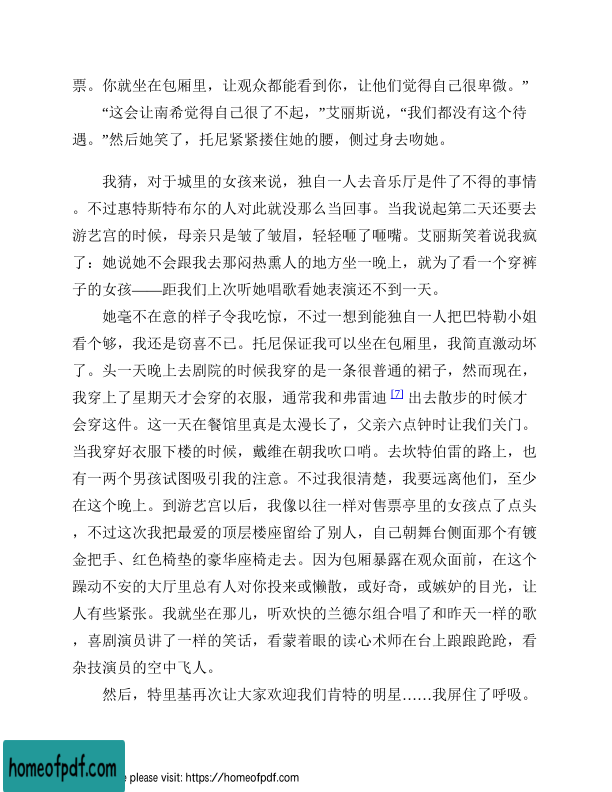 票。你就坐在包厢里，让观众都能看到你，让他们觉得自己很卑微。”
“这会让南希觉得自己很了不起，”艾丽斯说，“我们都没有这个待
遇。”然后她笑了，托尼紧紧搂住她的腰，侧过身去吻她。
我猜，对于城里的女孩来说，独自一人去音乐厅是件了不得的事情
。不过惠特斯特布尔的人对此就没那么当回事。当我说起第二天还要去
游艺宫的时候，母亲只是皱了皱眉，轻轻咂了咂嘴。艾丽斯笑着说我疯
了：她说她不会跟我去那闷热熏人的地方坐一晚上，就为了看一个穿裤
子的女孩——距我们上次听她唱歌看她表演还不到一天。
她毫不在意的样子令我吃惊，不过一想到能独自一人把巴特勒小姐
看个够，我还是窃喜不已。托尼保证我可以坐在包厢里，我简直激动坏
了。头一天晚上去剧院的时候我穿的是一条很普通的裙子，然而现在，
我穿上了星期天才会穿的衣服，通常我和弗雷迪 [7] 出去散步的时候才
会穿这件。这一天在餐馆里真是太漫长了，父亲六点钟时让我们关门。
当我穿好衣服下楼的时候，戴维在朝我吹口哨。去坎特伯雷的路上，也
有一两个男孩试图吸引我的注意。不过我很清楚，我要远离他们，至少
在这个晚上。到游艺宫以后，我像以往一样对售票亭里的女孩点了点头
，不过这次我把最爱的顶层楼座留给了别人，自己朝舞台侧面那个有镀
金把手、红色椅垫的豪华座椅走去。因为包厢暴露在观众面前，在这个
躁动不安的大厅里总有人对你投来或懒散，或好奇，或嫉妒的目光，让
人有些紧张。我就坐在那儿，听欢快的兰德尔组合唱了和昨天一样的歌
，喜剧演员讲了一样的笑话，看蒙着眼的读心术师在台上踉踉跄跄，看
杂技演员的空中飞人。
然后，特里基再次让大家欢迎我们肯特的明星……我屏住了呼吸。
homeofpdf.com
e please visit: https://homeofpdf.com